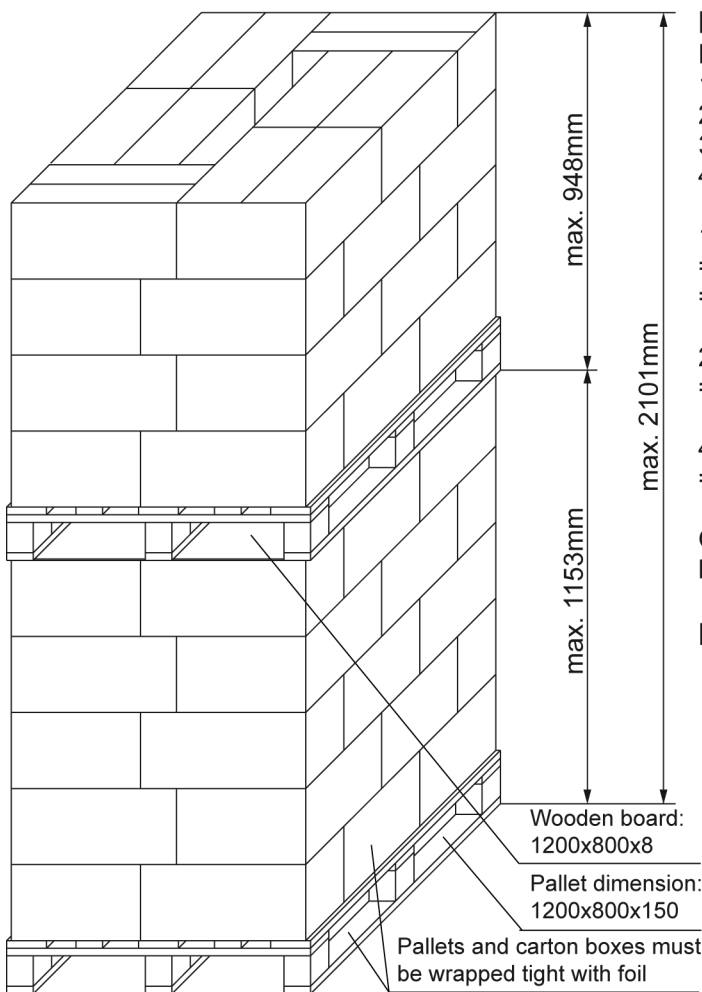 max. 948mm
max. 2101mm
max. 1153mm
Wooden board:
1200x800x8
Pallet dimension:
1200x800x150
Pallets and carton boxes must
be wrapped tight with foil